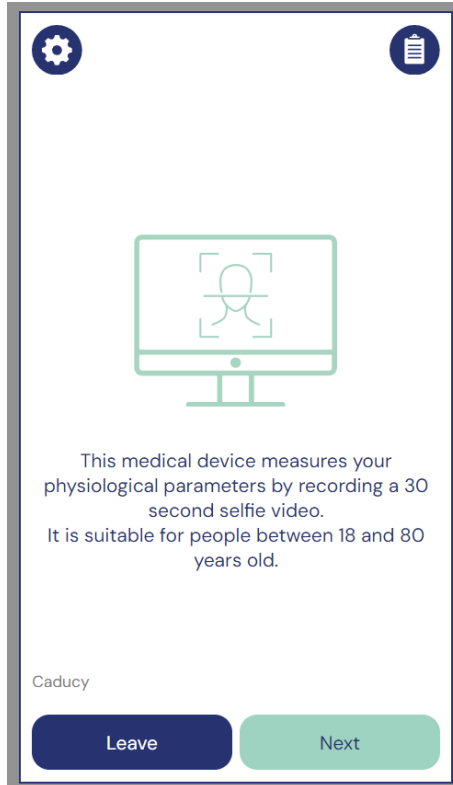 This medical device measures your
physiological parameters by recording a 30
second selfie video.
It is suitable for people between 18 and 80
years old.
Caducy
Leave
Next